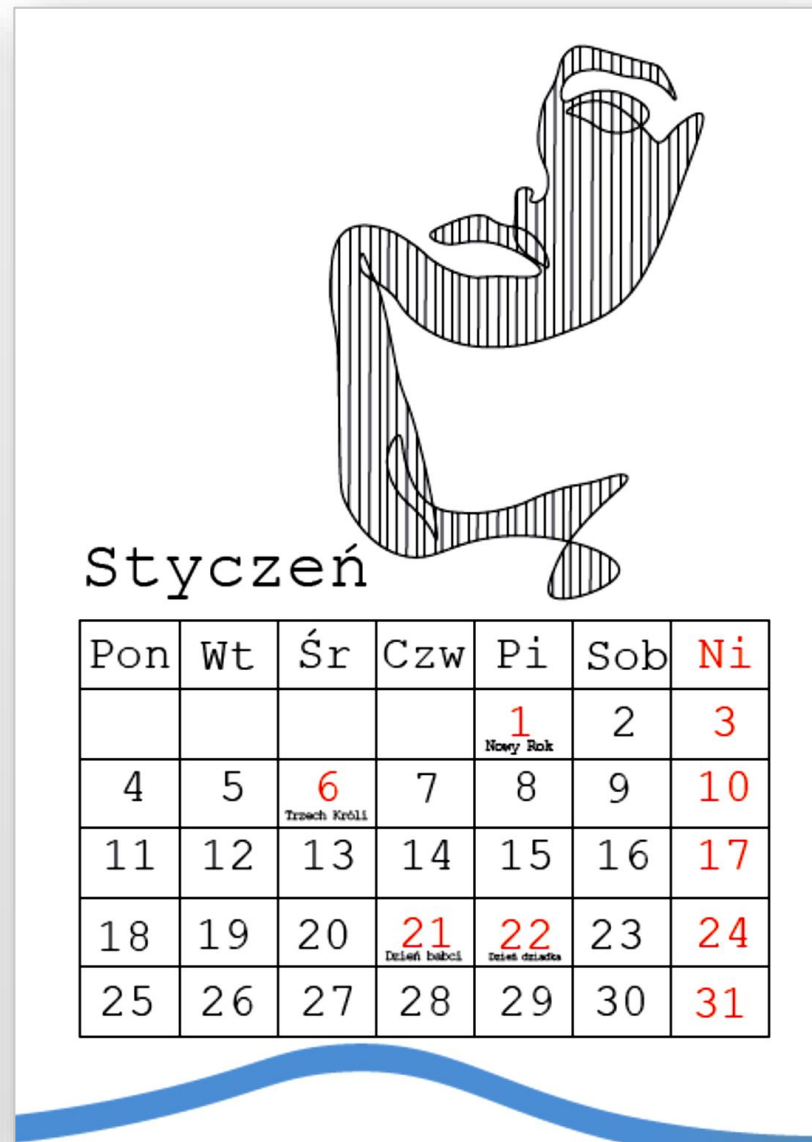 Styczeń
Pon Wt Śr Czw Pi Sob Ni
1 2 3
Nowy Rok
4 5 6 7 8 9 10
Trzech Króli
11 12 13 14 15 16 17
18 19 20 21 22 23 24
Dzień babci Dzień dziadka
25 26 27 28 29 30 31